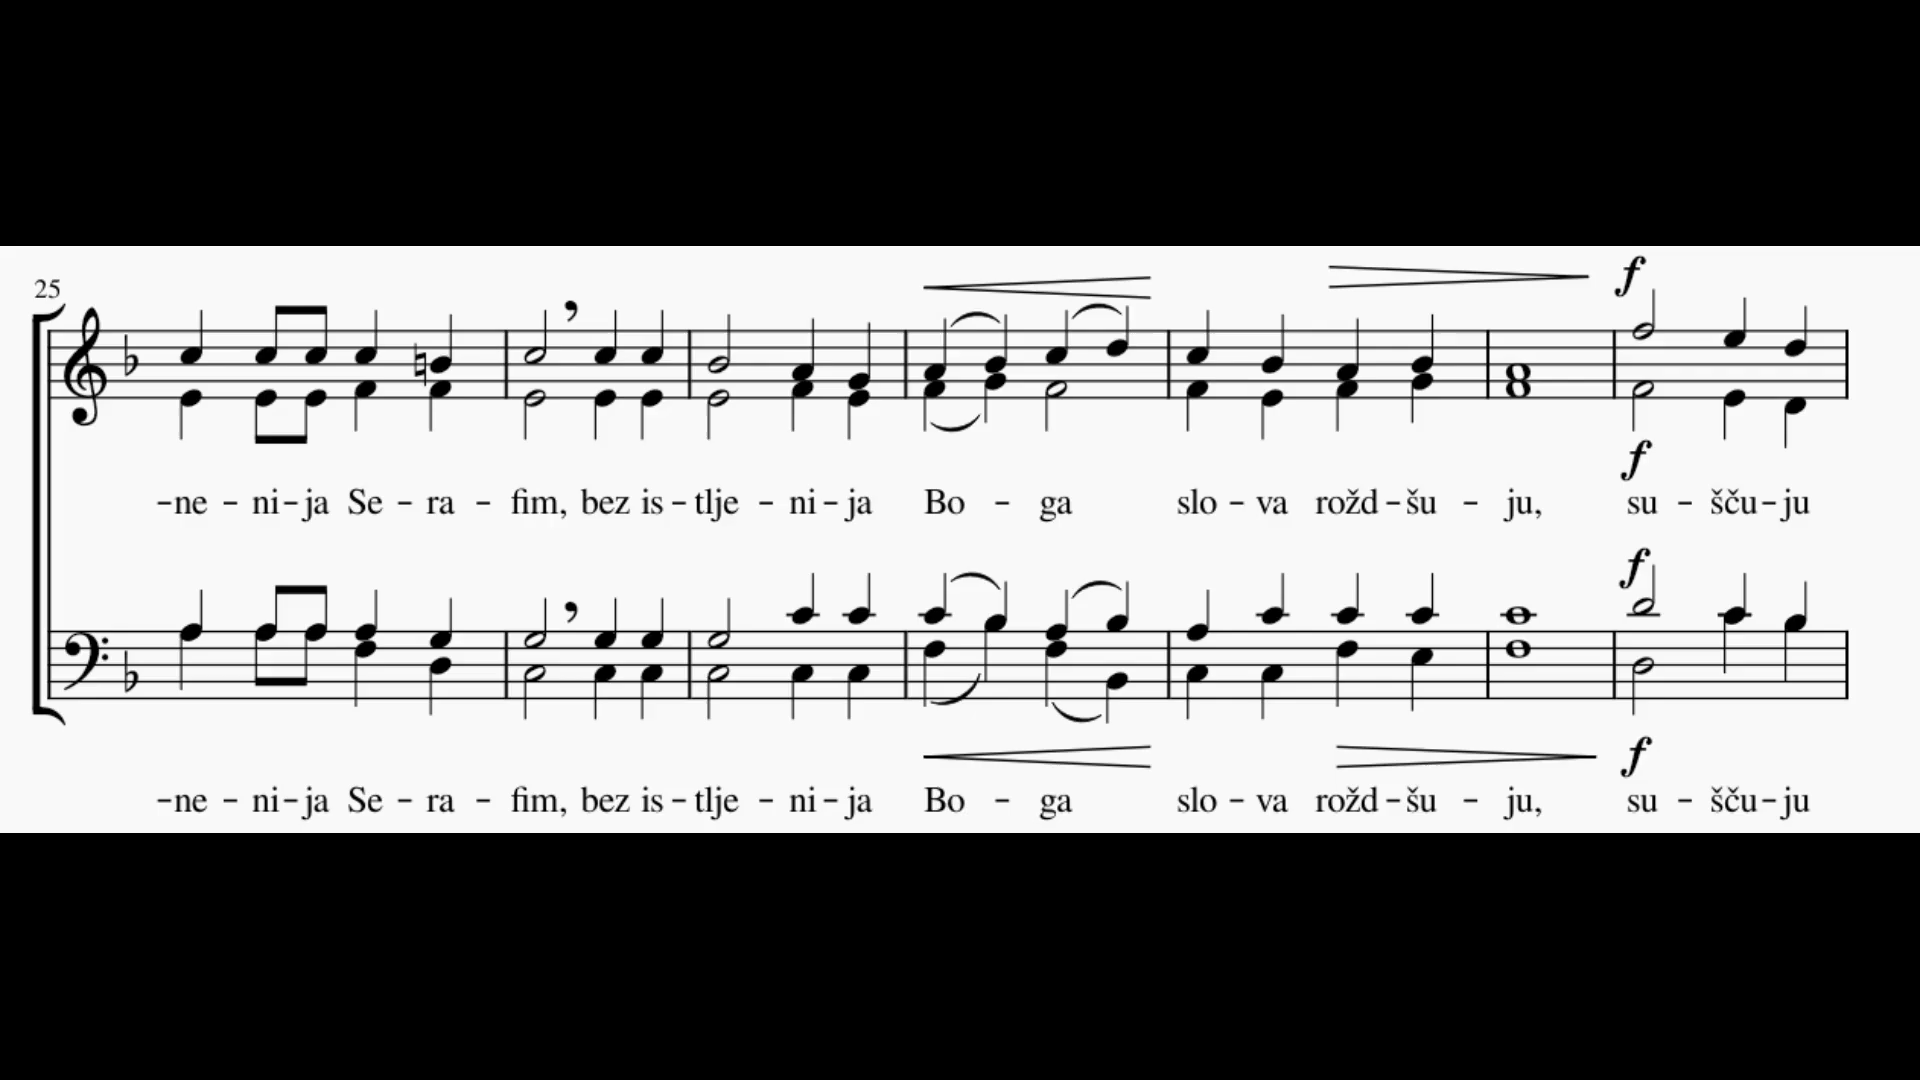 25
f
f
-ne - ni-ja Se - ra - fim, bez is-tlje - ni-ja Bo - ga slo-va rožd-šu - ju, su - šču-ju
f
f
-ne - ni-ja Se - ra - fim, bez is-tlje - ni-ja Bo - ga slo-va rožd-šu - ju, su - šču-ju